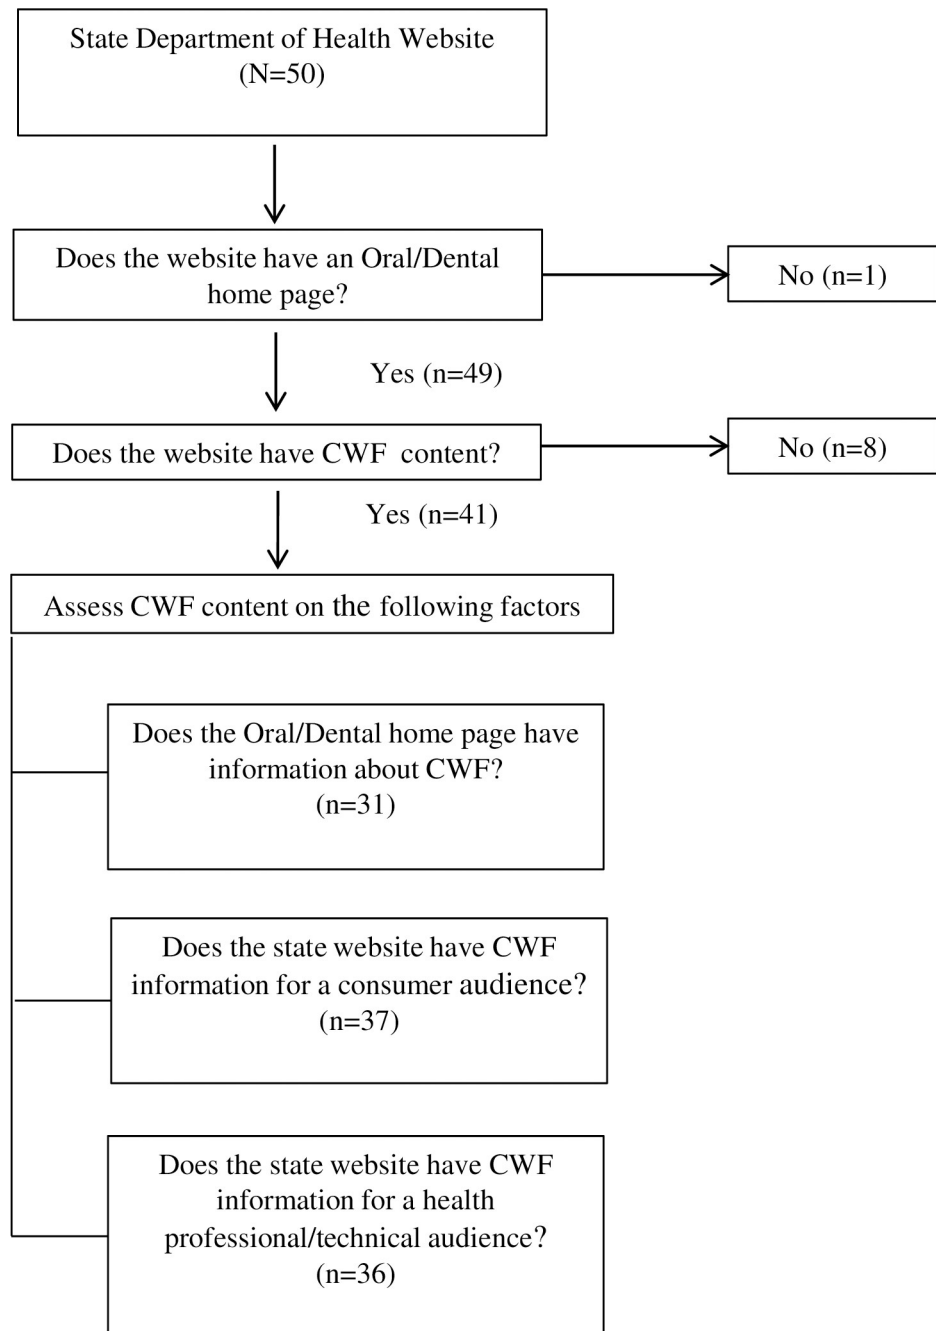 State Department of Health Website
(N=50)
Does the website have an Oral/Dental
home page?
No (n=1)
Yes (n=49)
Does the website have CWF content?
No (n=8)
Yes (n=41)
Assess CWF content on the following factors
Does the Oral/Dental home page have
information about CWF?
(n=31)
Does the state website have CWF
information for a consumer audience?
(n=37)
Does the state website have CWF
information for a health
professional/technical audience?
(n=36)